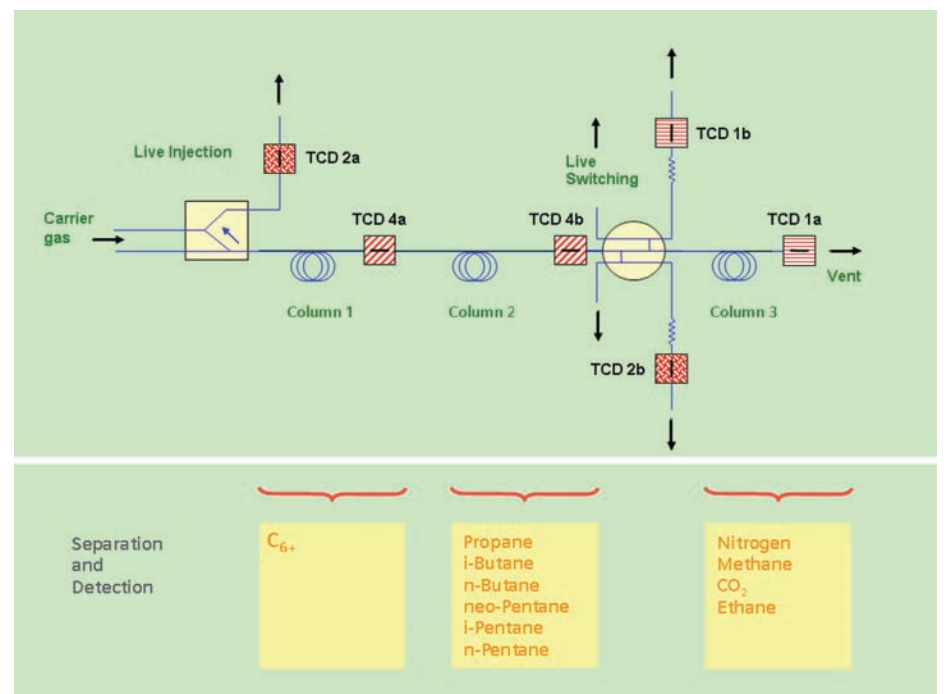 Live Injection
TCD 2a
TCD 1b
Live
Switching
Carrier
gas
TCD 4a
TCD 4b
TCD 1a
Vent
Column 1
Column 2
Column 3
TCD 2b
Separation
and
Detection
C6+
Propane
i-Butane
n-Butane
neo-Pentane
i-Pentane
n-Pentane
Nitrogen
Methane
CO2
Ethane